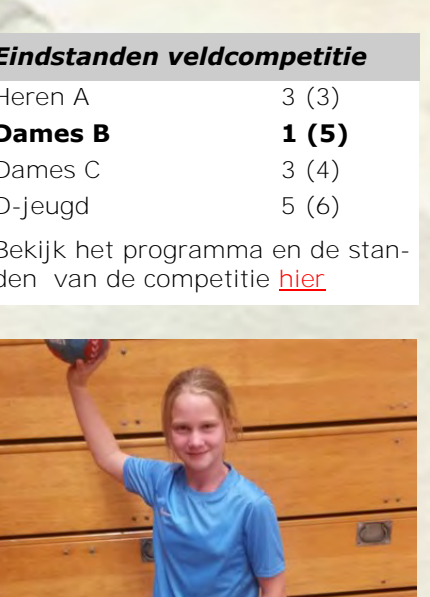 Eindstanden veldcompetitie
Heren A 3 (3)
Dames B 1 (5)
Dames C 3 (4)
D-jeugd 5 (6)
Bekijk het programma en de stan-
den van de competitie hier